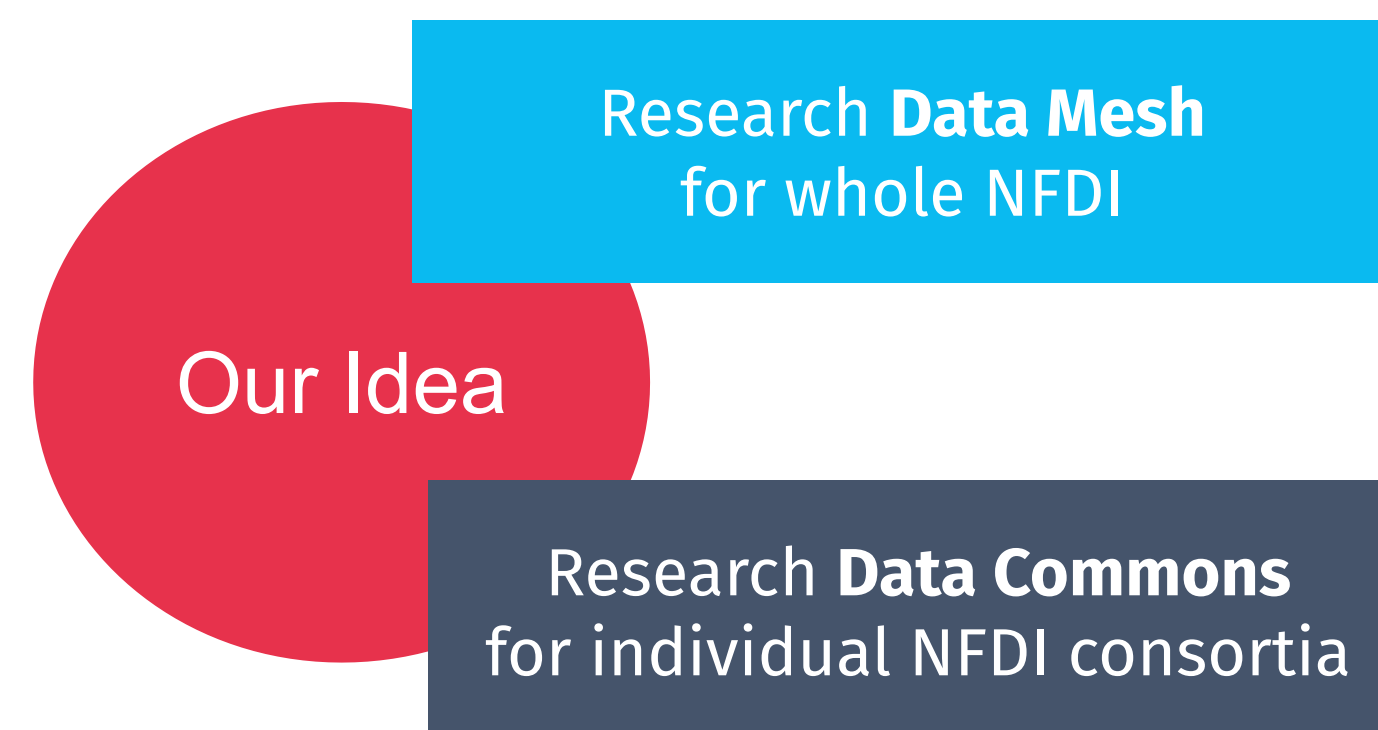 Research Data Mesh
for whole NFDI
Our Idea
Research Data Commons
for individual NFDI consortia